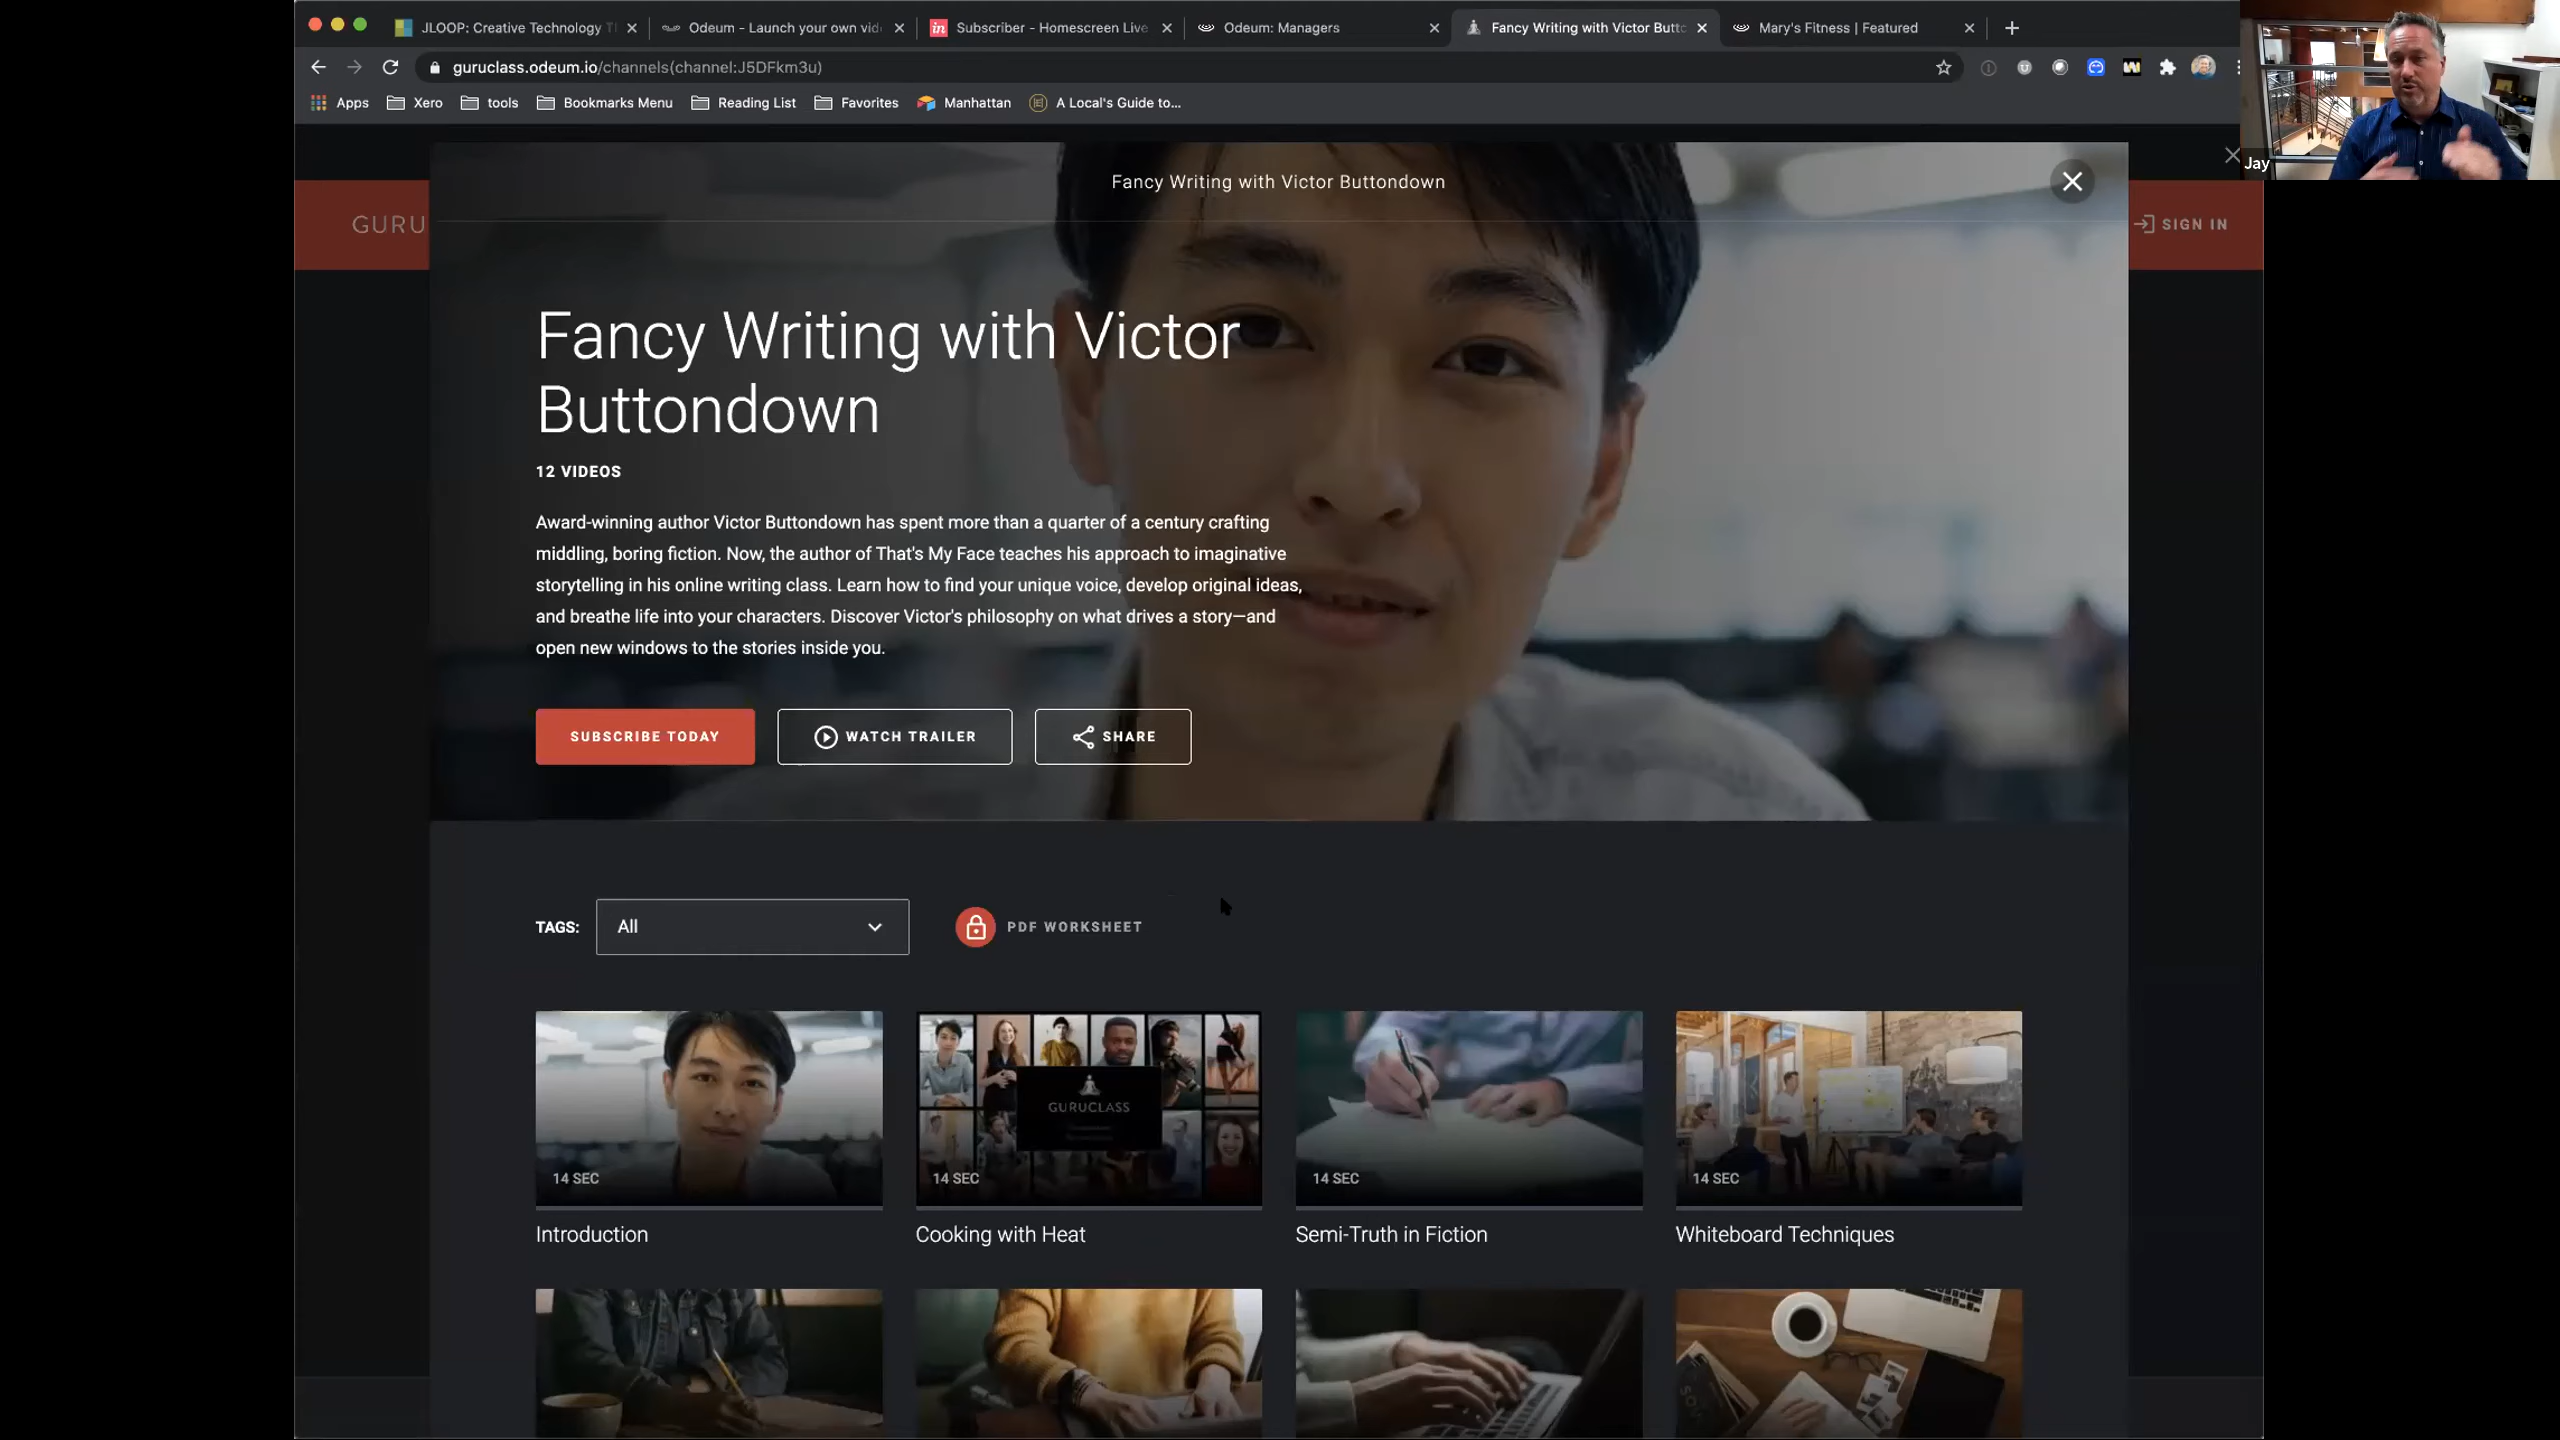 JLOOP: Creative Technology T
Odeum - Launch your own vid
in
Subscriber - Homescreen Live
Odeum: Managers
Fancy Writing with Victor Butto
Mary's Fitness | Featured
guruclass.odeum.io/channels(channel:J5DFkm3u)
Apps
Xero
tools
Bookmarks Menu
Reading List
Favorites
Manhattan
A Local's Guide to...
Jay
Fancy Writing with Victor Buttondown
GURU
SIGN IN
Fancy Writing with Victor
Buttondown
12 VIDEOS
Award-winning author Victor Buttondown has spent more than a quarter of a century crafting
middling, boring fiction. Now, the author of That's My Face teaches his approach to imaginative
storytelling in his online writing class. Learn how to find your unique voice, develop original ideas,
and breathe life into your characters. Discover Victor's philosophy on what drives a story—and
open new windows to the stories inside you.
SUBSCRIBE TODAY
WATCH TRAILER
SHARE
TAGS:
All
PDF WORKSHEET
GURUCLASS
14 SEC
14 SEC
14 SEC
14 SEC
Introduction
Cooking with Heat
Semi-Truth in Fiction
Whiteboard Techniques